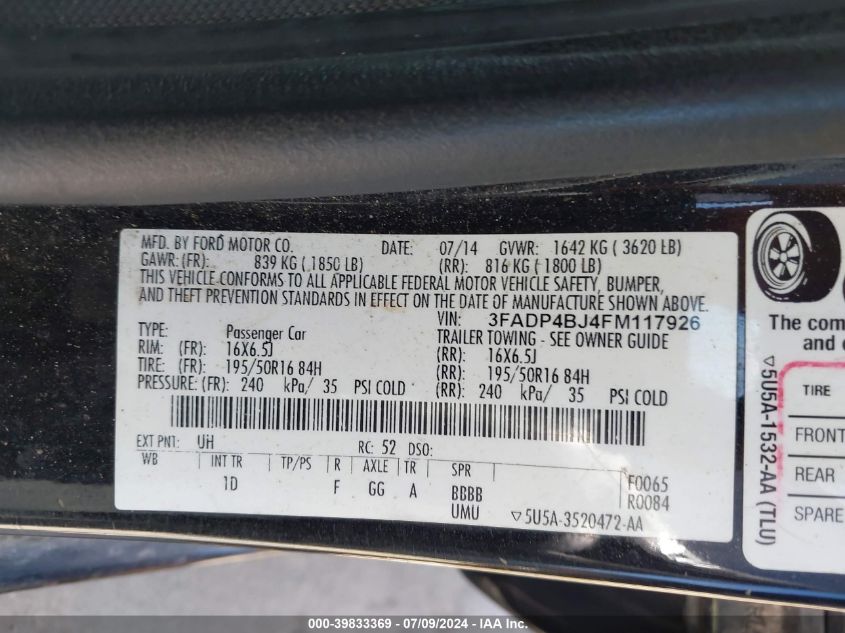 MFD. BY FORD MOTOR CO. DATE: 07/14 GVWR: 1642 KG ( 3620 LB)
GAWR: (FR): 839 KG ( 1850 LB) (RR): 816 KG ( 1800 LB)
THIS VEHICLE CONFORMS TO ALL APPLICABLE FEDERAL MOTOR VEHICLE SAFETY, BUMPER,
AND THEFT PREVENTION STANDARDS IN EFFECT ON THE DATE OF MANUFACTURE SHOWN ABOVE.
VIN: 3FADP4BJ4FM117926
TYPE: Passenger Car TRAILER TOWING - SEE OWNER GUIDE
RIM: (FR): 16X6.5J (RR): 16X6.5J
TIRE: (FR): 195/50R16 84H (RR): 195/50R16 84H
PRESSURE: (FR): 240 kPa/ 35 PSI COLD (RR): 240 kPa/ 35 PSI COLD
EXT PNT: UH RC: 52 DSO:
WB INT TR TP/PS R AXLE TR SPR
1D F GG A BBBB
UMU
F0065
R0084
▽5U5A-3520472-AA
▽5U5A-1532-AA (TLU)
The com
and
TIRE
FRONT
REAR
SPARE
000-39833369 / 07/09/2024 - IAA Inc.